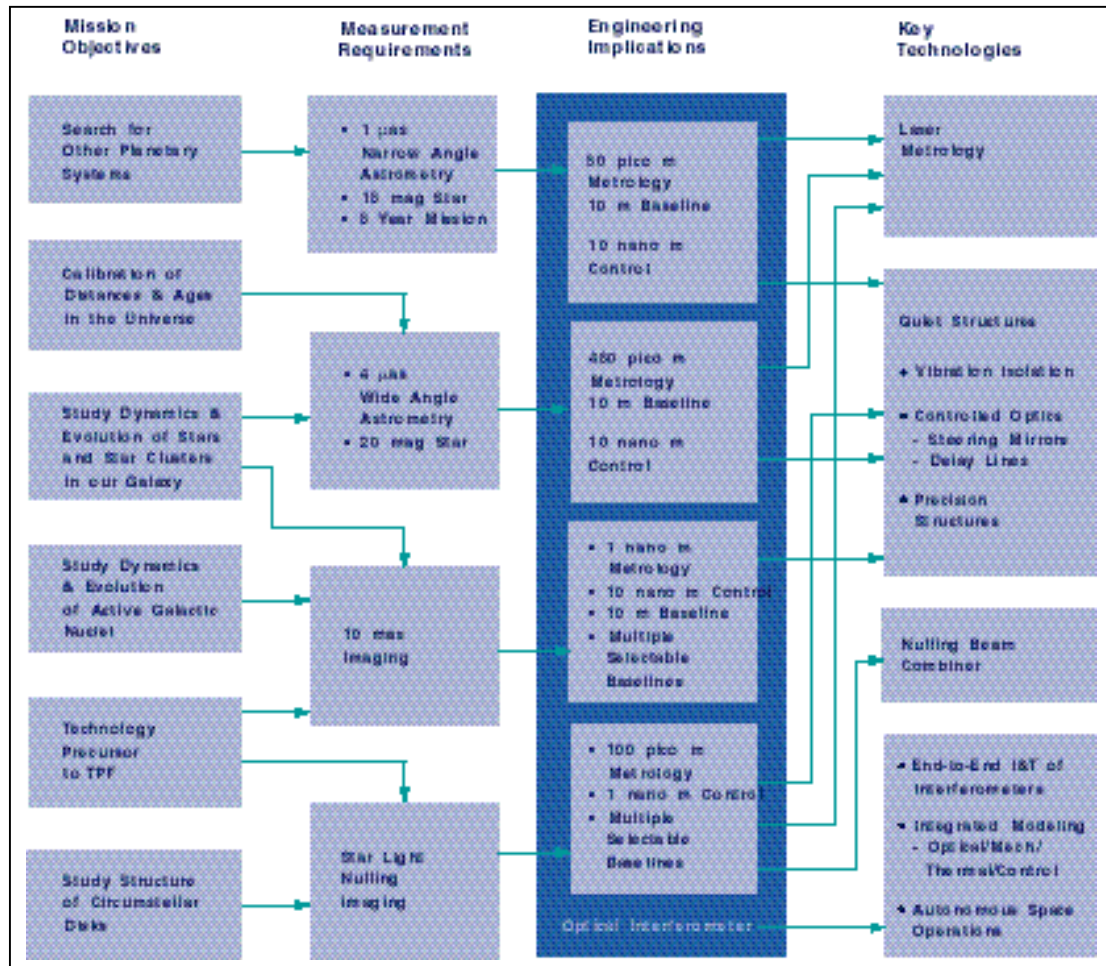 Mission
Objectives
Measurement
Requirements
Engineering
Implications
Key
Technologies
Search for
Other Planetary
Systems
Calibration of
Distances & Ages
in the Universe
Study Dynamics &
Evolution of Stars
and Star Clusters
in our Galaxy
Study Dynamics
& Evolution
of Active Galactic
Nuclei
Technology
Precursor
to TPF
Study Structure
of Circumstellar
Disks
• 1 µas
Narrow Angle
Astrometry
• 15 mag Star
• 5 Year Mission
• 4 µas
Wide Angle
Astrometry
• 20 mag Star
10 mas
Imaging
Star Light
Nulling
Imaging
50 pico m
Metrology
10 m Baseline
10 nano m
Control
460 pico m
Metrology
10 m Baseline
10 nano m
Control
• 1 nano m
Metrology
• 10 nano m Control
• 10 m Baseline
• Multiple
Selectable
Baselines
• 100 pico m
Metrology
• 1 nano m Control
• Multiple
Selectable
Baselines
Optical Interferometer
Laser
Metrology
Quiet Structures
• Vibration Isolation
• Controlled Optics
- Steering Mirrors
- Delay Lines
• Precision
Structures
Nulling Beam
Combiner
• End-to-End I&T of
Interferometers
• Integrated Modeling
- Optical/Mech/
Thermal/Control
• Autonomous Space
Operations